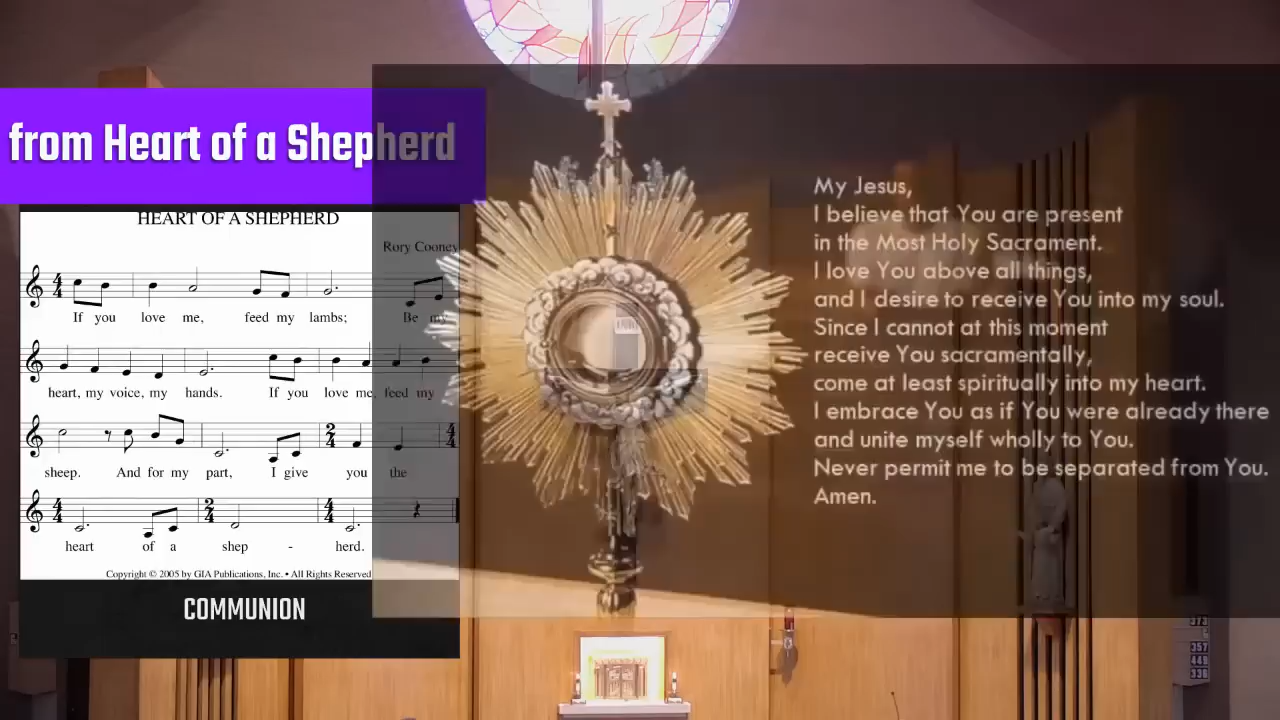 from Heart of a Shepherd
HEART OF A SHEPHERD
Rory Cooney
If you love me, feed my lambs; Be my
heart, my voice, my hands. If you love me, feed my
sheep. And for my part, I give you the
heart of a shep - herd.
Copyright © 2005 by GIA Publications, Inc. • All Rights Reserved
COMMUNION
My Jesus,
I believe that You are present
in the Most Holy Sacrament.
I love You above all things,
and I desire to receive You into my soul.
Since I cannot at this moment
receive You sacramentally,
come at least spiritually into my heart.
I embrace You as if You were already there
and unite myself wholly to You.
Never permit me to be separated from You.
Amen.
373
357
449
336